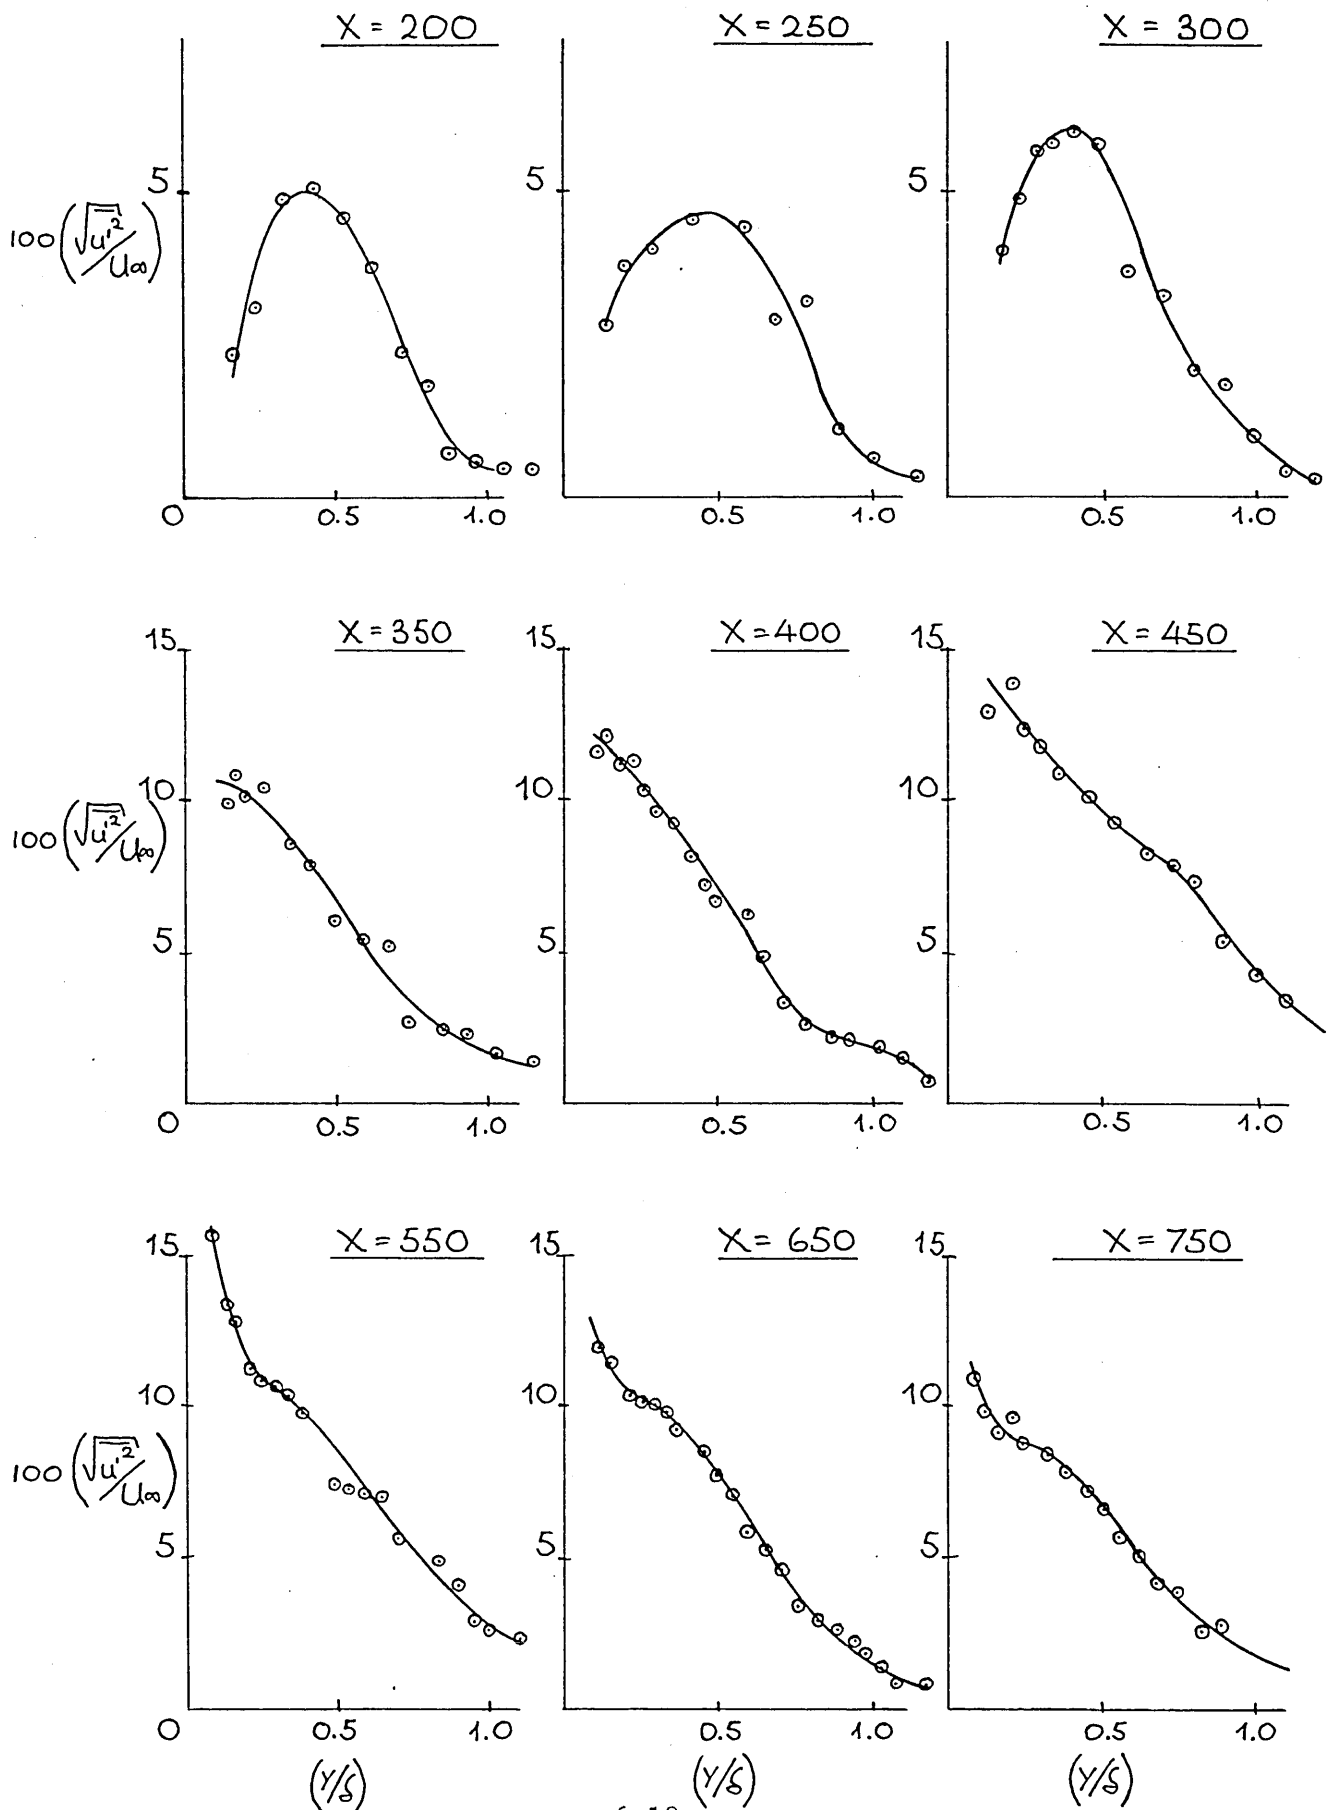 X = 200
X = 250
X = 300
5
5
5
100(√u'²/U∞)
0
0.5
1.0
0.5
1.0
0.5
1.0
X = 350
X = 400
X = 450
15
15
15
10
10
10
100(√u'²/U∞)
5
5
5
0
0.5
1.0
0.5
1.0
0.5
1.0
X = 550
X = 650
X = 750
15
15
15
10
10
10
100(√u'²/U∞)
5
5
5
0
0.5
1.0
0.5
1.0
0.5
1.0
(Y/δ)
(Y/δ)
(Y/δ)